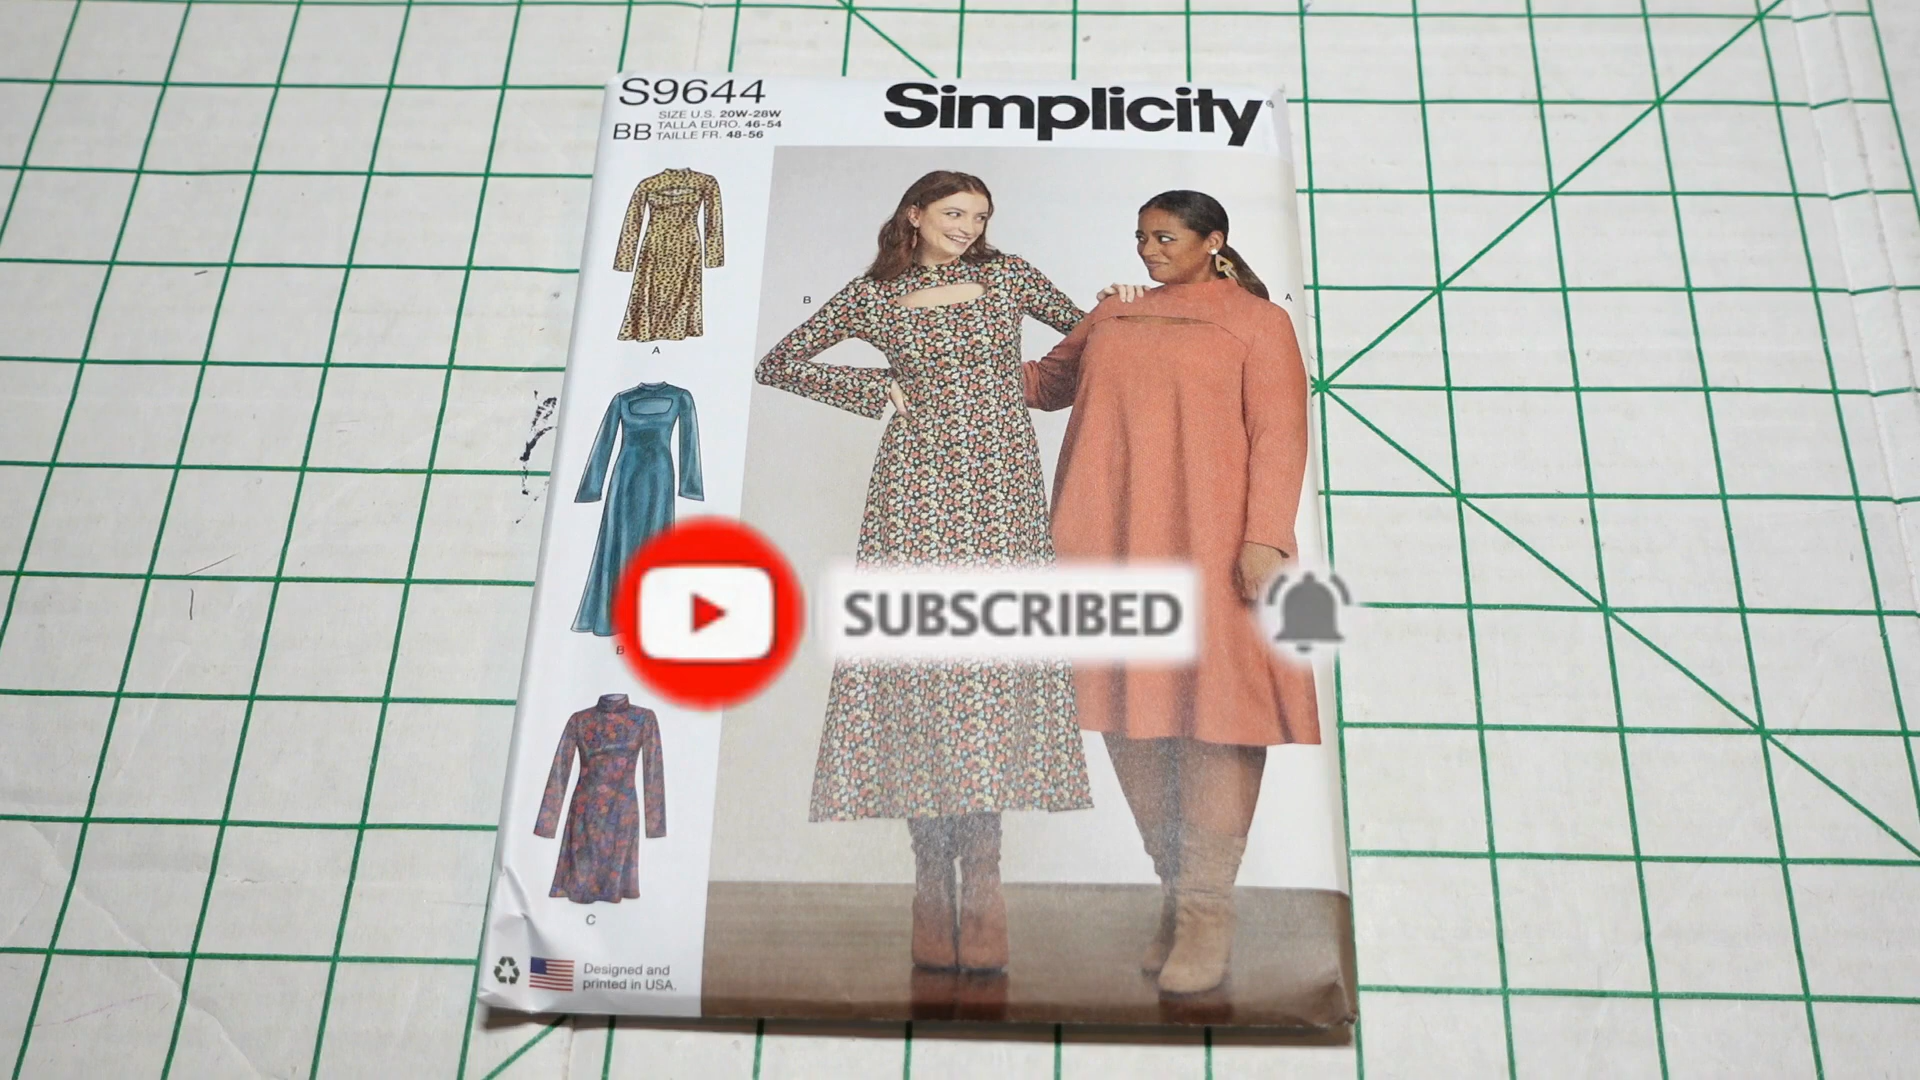 S9644
Simplicity®
BB
SIZE U.S. 20W-28W
TALLA EURO. 46-54
TAILLE FR. 48-56
B
A
A
B
SUBSCRIBED
C
Designed and
printed in USA.